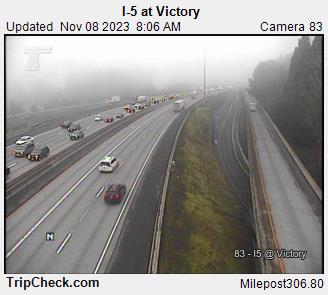 I-5 at Victory
Updated Nov 08 2023 8:06 AM Camera 83
N
83 - I5 @ Victory
TripCheck.com Milepost306.80